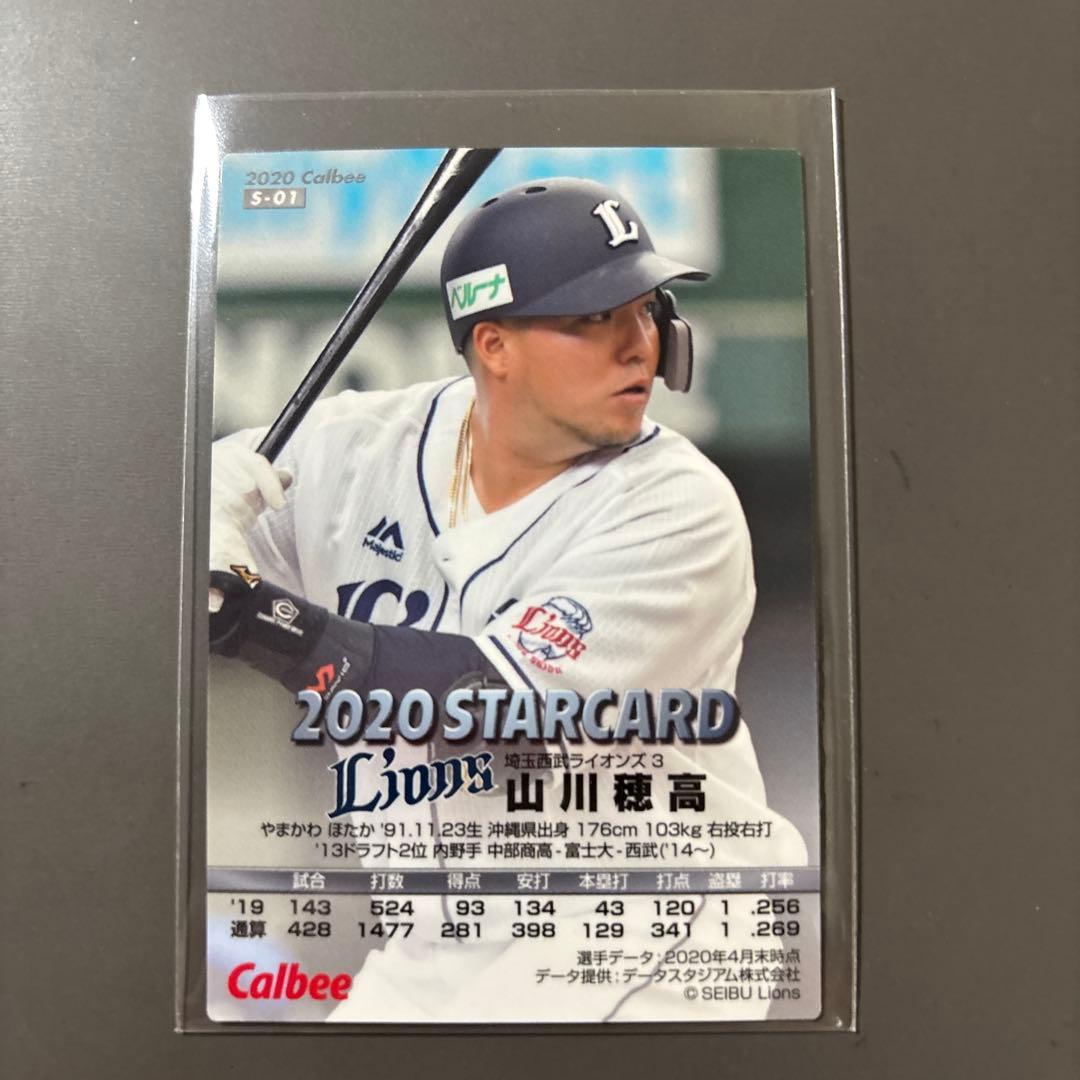 2020 Calbee
S-01
L
ベルーナ
Majestic
Lions
2020 STARCARD
Lions
埼玉西武ライオンズ 3
山川穂高
やまかわ ほたか '91.11.23生 沖縄県出身 176cm 103kg 右投右打
'13ドラフト2位 内野手 中部商高-富士大-西武('14〜)
試合 打数 得点 安打 本塁打 打点 盗塁 打率
'19 143 524 93 134 43 120 1 .256
通算 428 1477 281 398 129 341 1 .269
選手データ:2020年4月末時点
データ提供:データスタジアム株式会社
Calbee
© SEIBU Lions